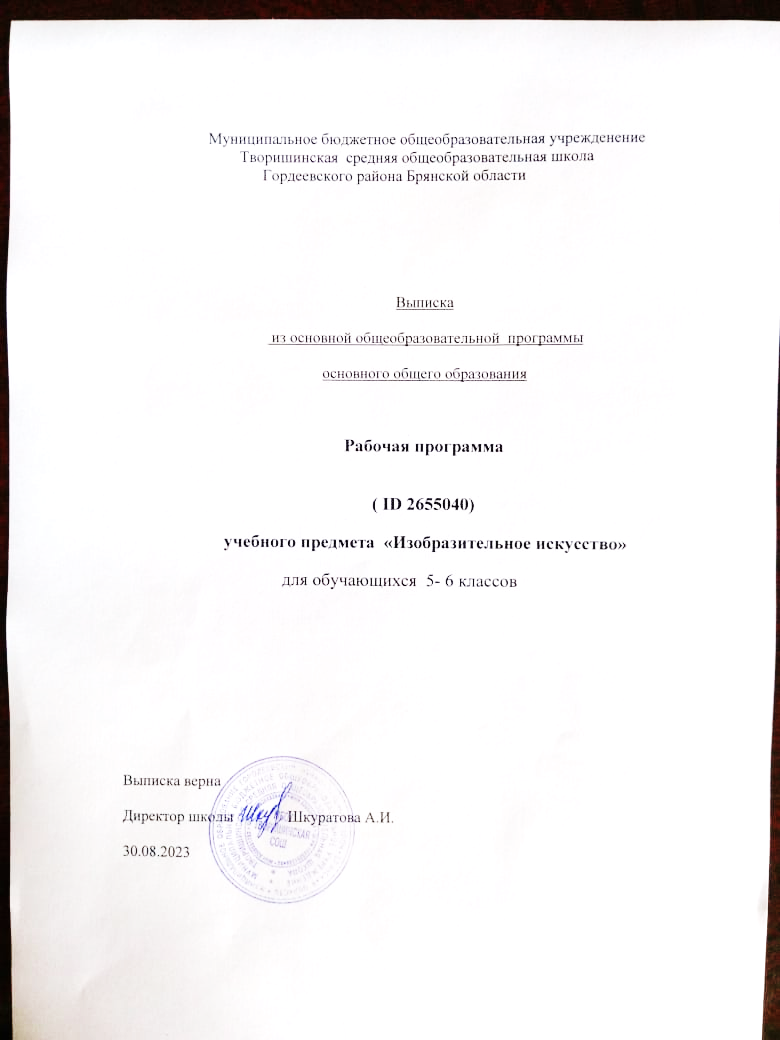 Муниципальное бюджетное общеобразовательная учрежденение
Творишинская средняя общеобразовательная школа
Гордеевского района Брянской области
Выписка
из основной общеобразовательной программы
основного общего образования
Рабочая программа
( ID 2655040)
учебного предмета «Изобразительное искусство»
для обучающихся 5- 6 классов
Выписка верна
Директор школы Шкуратова А.И.
30.08.2023
СОШ